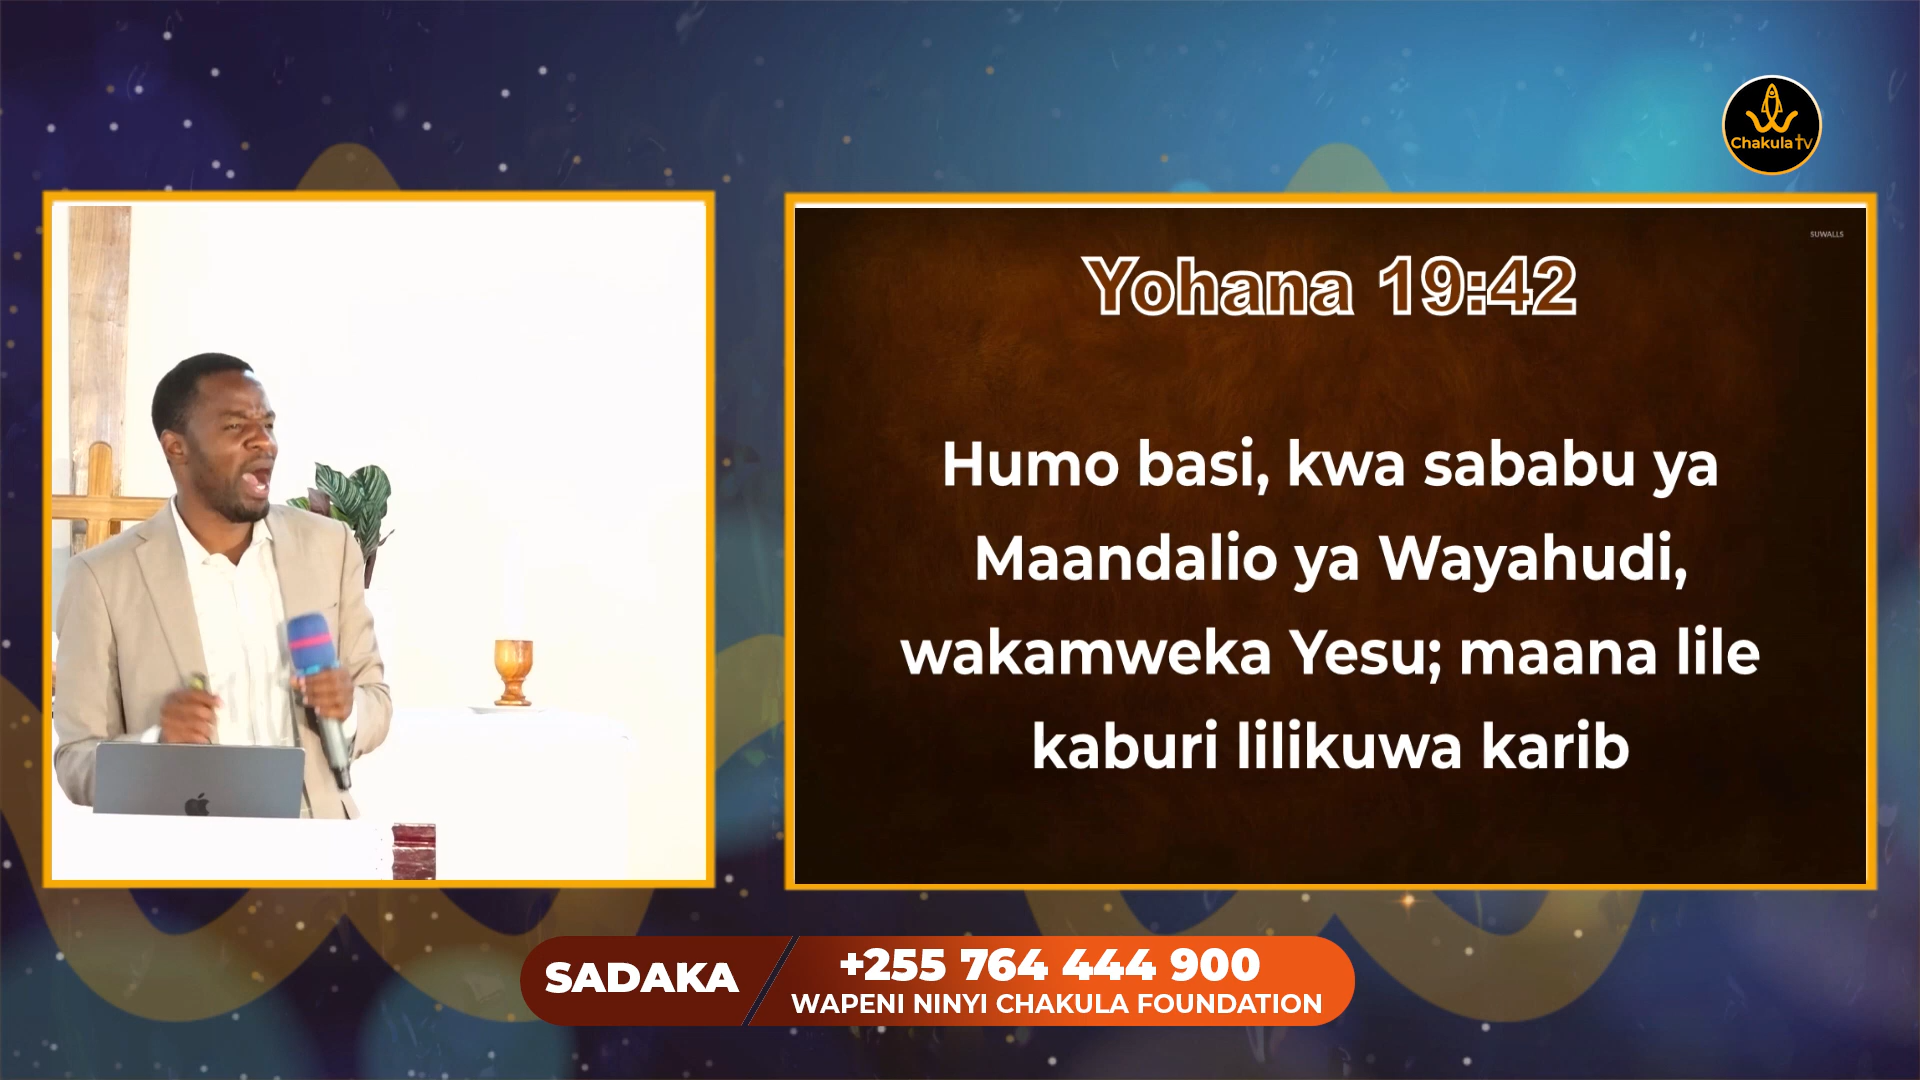 Chakula tv
SUWALLS
Yohana 19:42
Humo basi, kwa sababu ya
Maandalio ya Wayahudi,
wakamweka Yesu; maana lile
kaburi lilikuwa karib
SADAKA
+255 764 444 900
WAPENI NINYI CHAKULA FOUNDATION